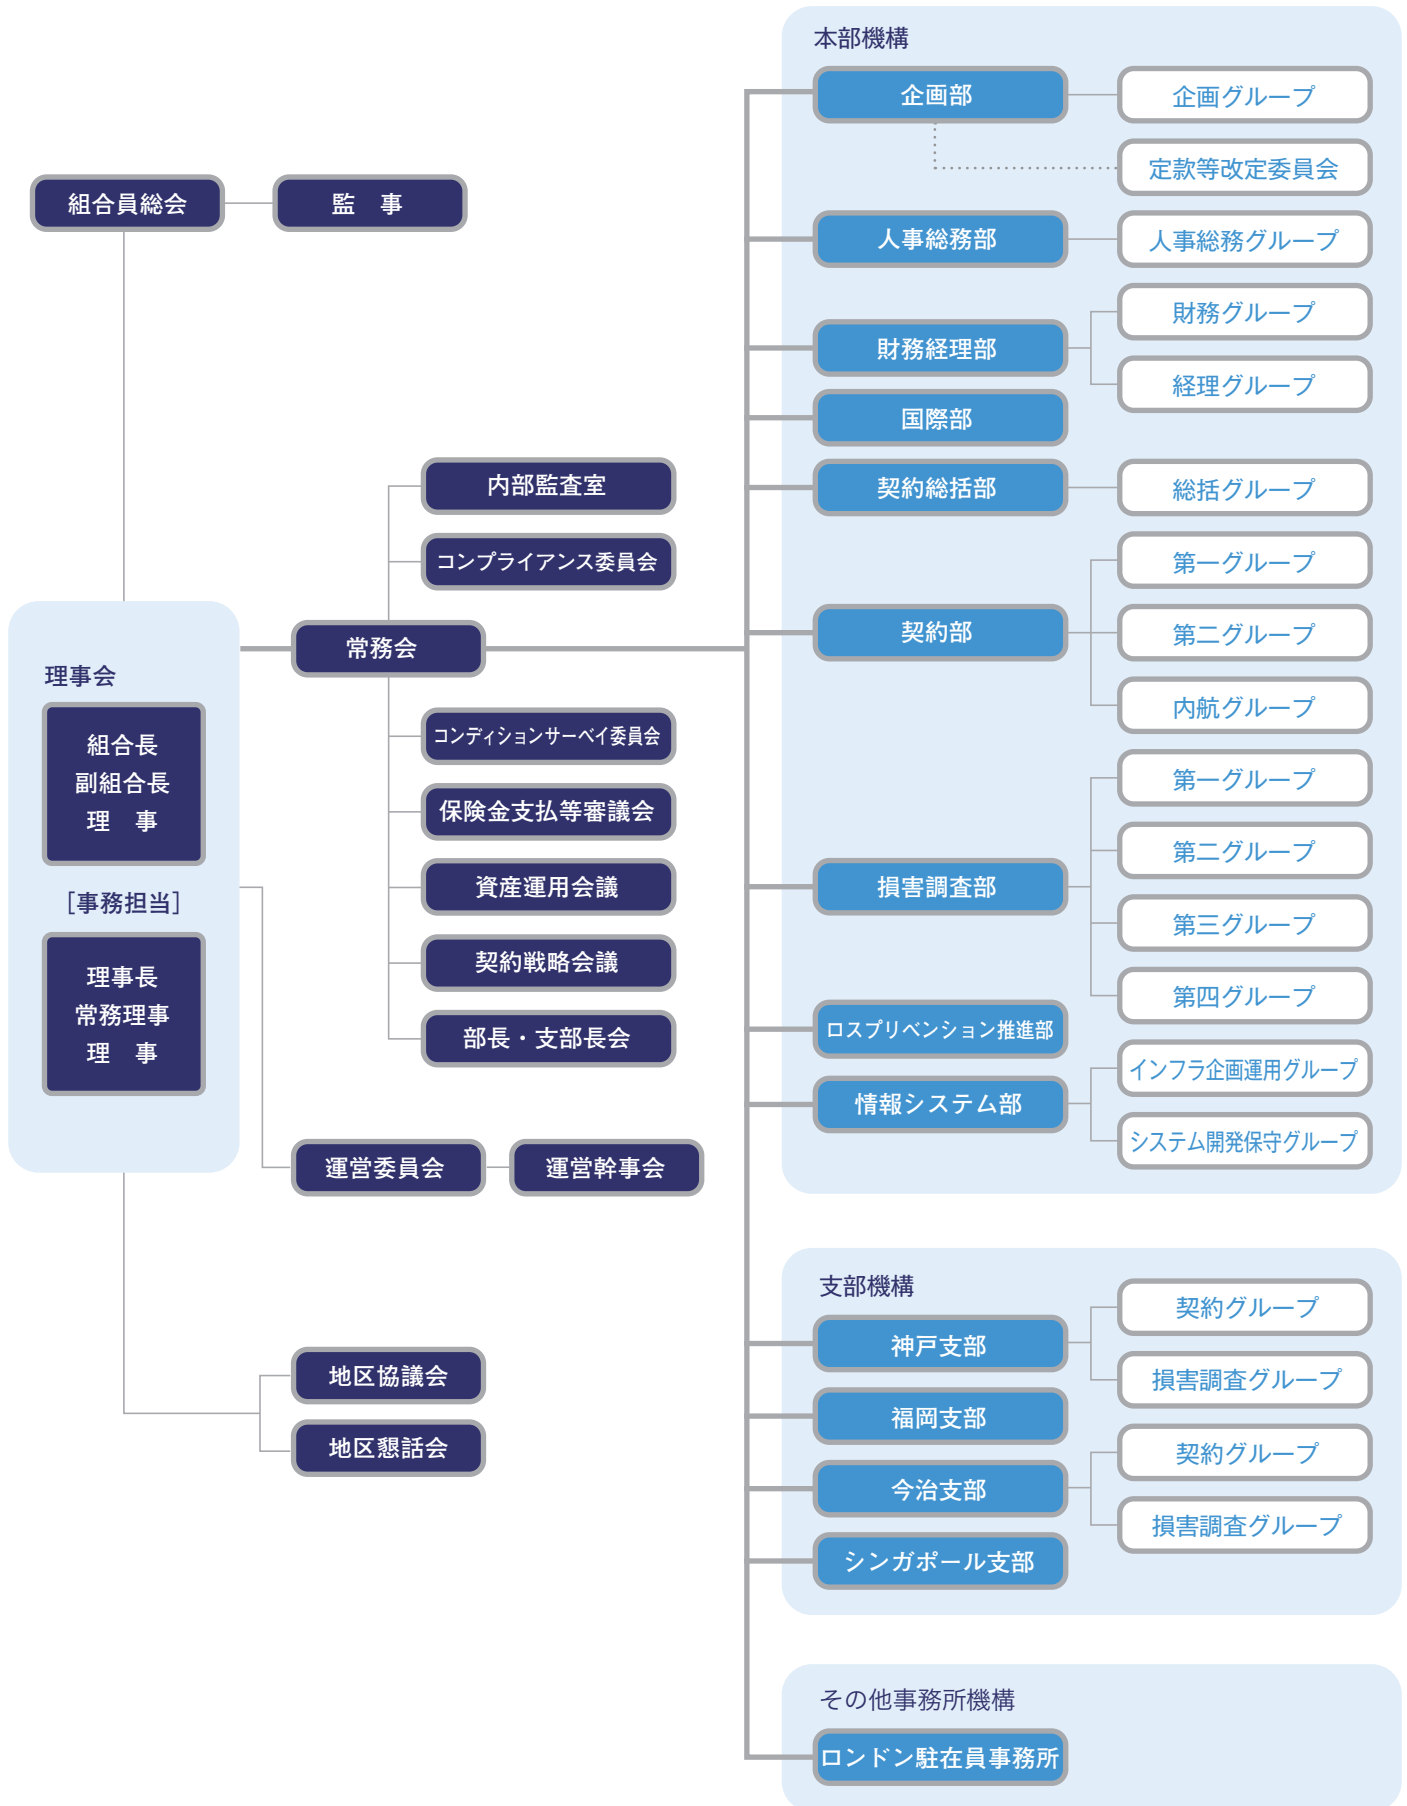 組合員総会
監　事
理事会
組合長
副組合長
理　事
［事務担当］
理事長
常務理事
理　事
内部監査室
コンプライアンス委員会
常務会
コンディションサーベイ委員会
保険金支払等審議会
資産運用会議
契約戦略会議
部長・支部長会
運営委員会
運営幹事会
地区協議会
地区懇話会
本部機構
企画部
企画グループ
定款等改定委員会
人事総務部
人事総務グループ
財務経理部
財務グループ
経理グループ
国際部
契約総括部
総括グループ
契約部
第一グループ
第二グループ
内航グループ
損害調査部
第一グループ
第二グループ
第三グループ
第四グループ
ロスプリベンション推進部
情報システム部
インフラ企画運用グループ
システム開発保守グループ
支部機構
神戸支部
契約グループ
損害調査グループ
福岡支部
今治支部
契約グループ
損害調査グループ
シンガポール支部
その他事務所機構
ロンドン駐在員事務所